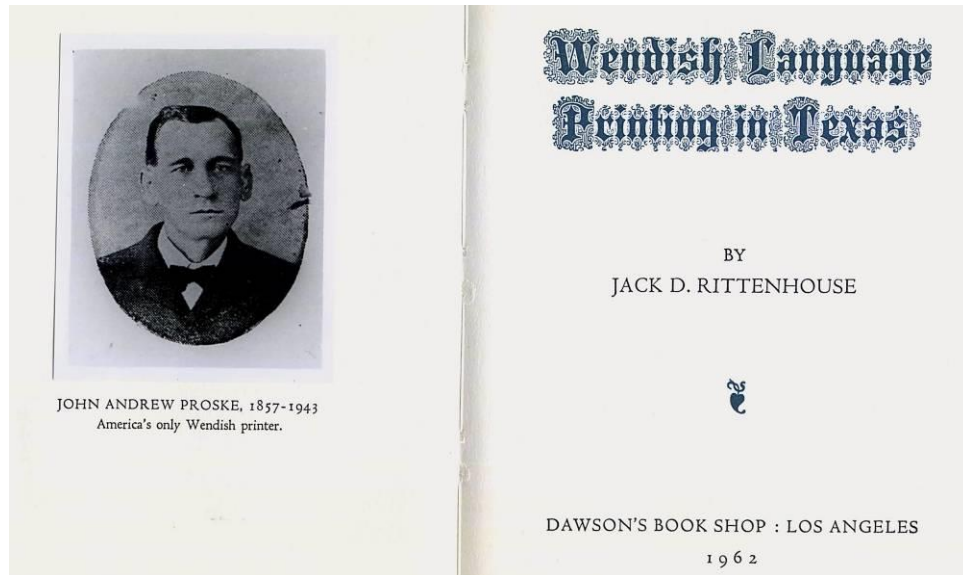 JOHN ANDREW PROSKE, 1857-1943
America's only Wendish printer.
Wendish Language
Printing in Texas
BY
JACK D. RITTENHOUSE
DAWSON'S BOOK SHOP : LOS ANGELES
1962